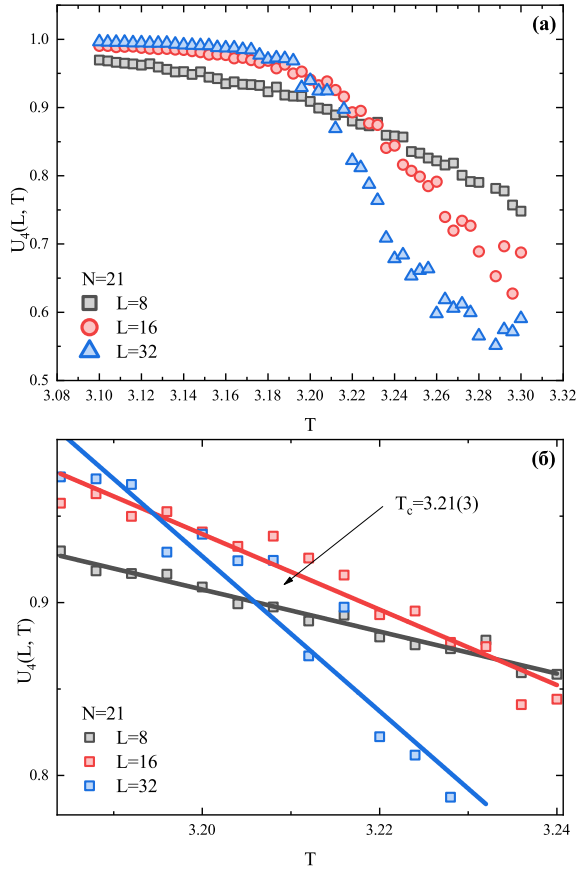 (а)
1.0
0.9
0.8
0.7
0.6
0.5
U₄(L, T)
N=21
L=8
L=16
L=32
3.08 3.10 3.12 3.14 3.16 3.18 3.20 3.22 3.24 3.26 3.28 3.30 3.32
T
(б)
T_c=3.21(3)
0.9
0.8
U₄(L, T)
N=21
L=8
L=16
L=32
3.20 3.22 3.24
T